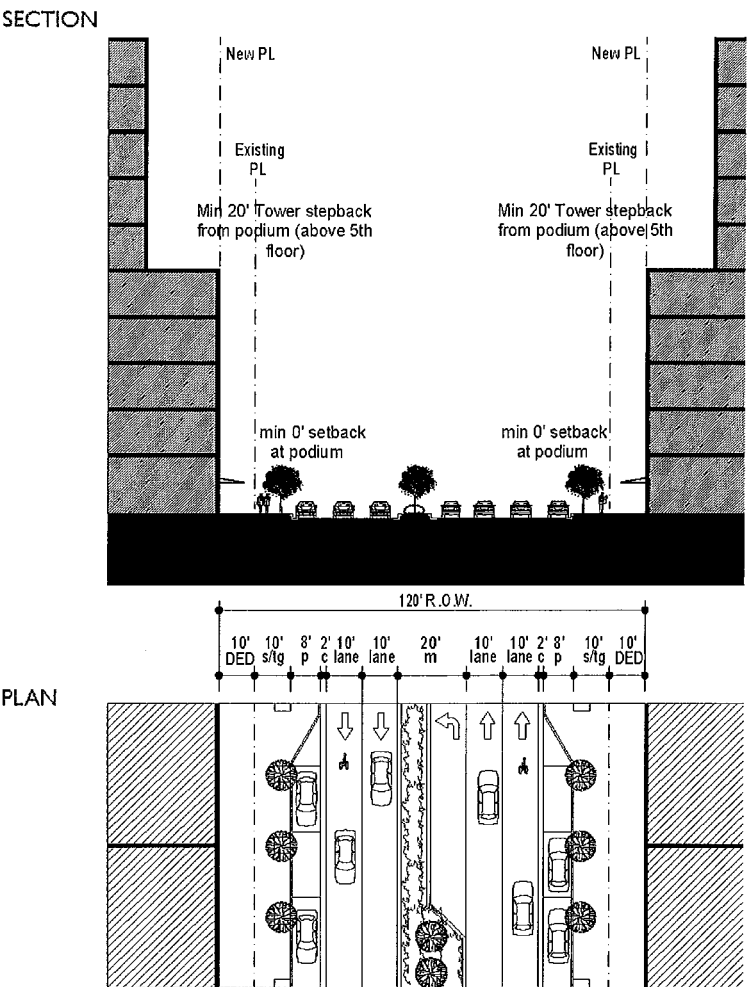 SECTION
New PL
New PL
Existing
PL
Existing
PL
Min 20' Tower stepback
from podium (above 5th
floor)
Min 20' Tower stepback
from podium (above 5th
floor)
min 0' setback
at podium
min 0' setback
at podium
120' R.O.W.
10' 10' 8' 2' 10' 10' 20' 10' 10' 2' 8' 10' 10'
DED s/tg p c lane lane m lane lane c p s/tg DED
PLAN